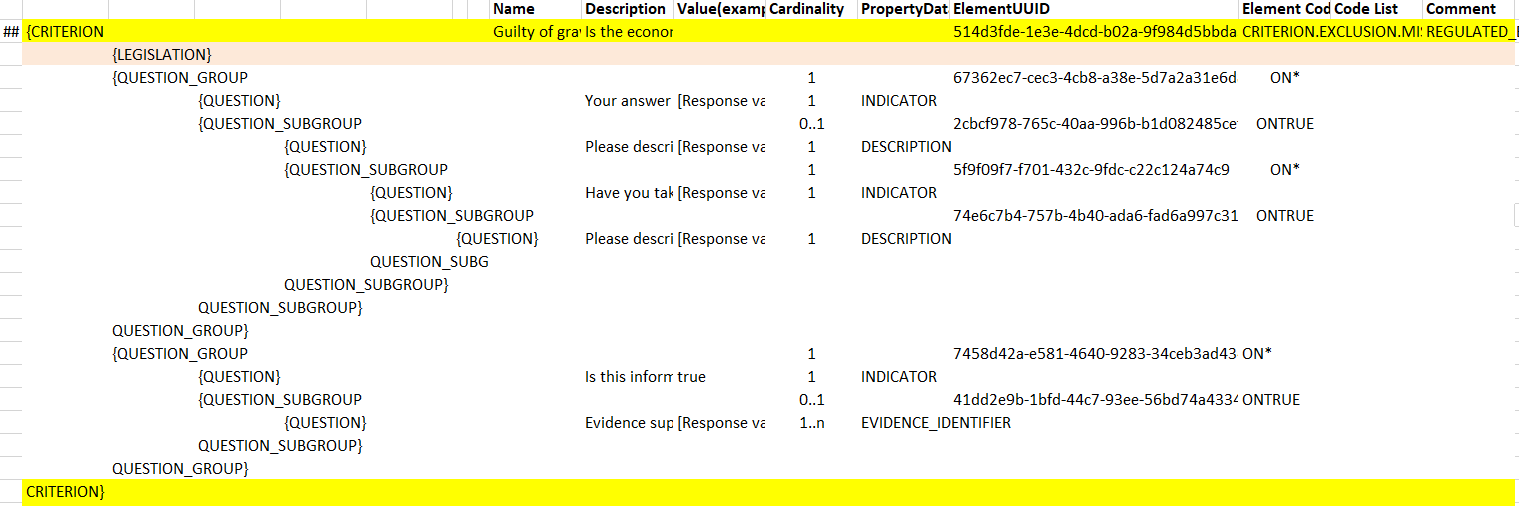 Name Description Value(examp Cardinality PropertyDat ElementUUID Element Cod Code List Comment
## {CRITERION Guilty of grav Is the econor 514d3fde-1e3e-4dcd-b02a-9f984d5bbda CRITERION.EXCLUSION.MIS REGULATED_
{LEGISLATION}
{QUESTION_GROUP 1 67362ec7-cec3-4cb8-a38e-5d7a2a31e6d ON*
{QUESTION} Your answer [Response va 1 INDICATOR
{QUESTION_SUBGROUP 0..1 2cbcf978-765c-40aa-996b-b1d082485ce ONTRUE
{QUESTION} Please descri [Response va 1 DESCRIPTION
{QUESTION_SUBGROUP 1 5f9f09f7-f701-432c-9fdc-c22c124a74c9 ON*
{QUESTION} Have you tak [Response va 1 INDICATOR
{QUESTION_SUBGROUP 74e6c7b4-757b-4b40-ada6-fad6a997c31 ONTRUE
{QUESTION} Please descri [Response va 1 DESCRIPTION
QUESTION_SUBG
QUESTION_SUBGROUP}
QUESTION_SUBGROUP}
QUESTION_GROUP}
{QUESTION_GROUP 1 7458d42a-e581-4640-9283-34ceb3ad43 ON*
{QUESTION} Is this inform true 1 INDICATOR
{QUESTION_SUBGROUP 0..1 41dd2e9b-1bfd-44c7-93ee-56bd74a4334 ONTRUE
{QUESTION} Evidence sup [Response va 1..n EVIDENCE_IDENTIFIER
QUESTION_SUBGROUP}
QUESTION_GROUP}
CRITERION}